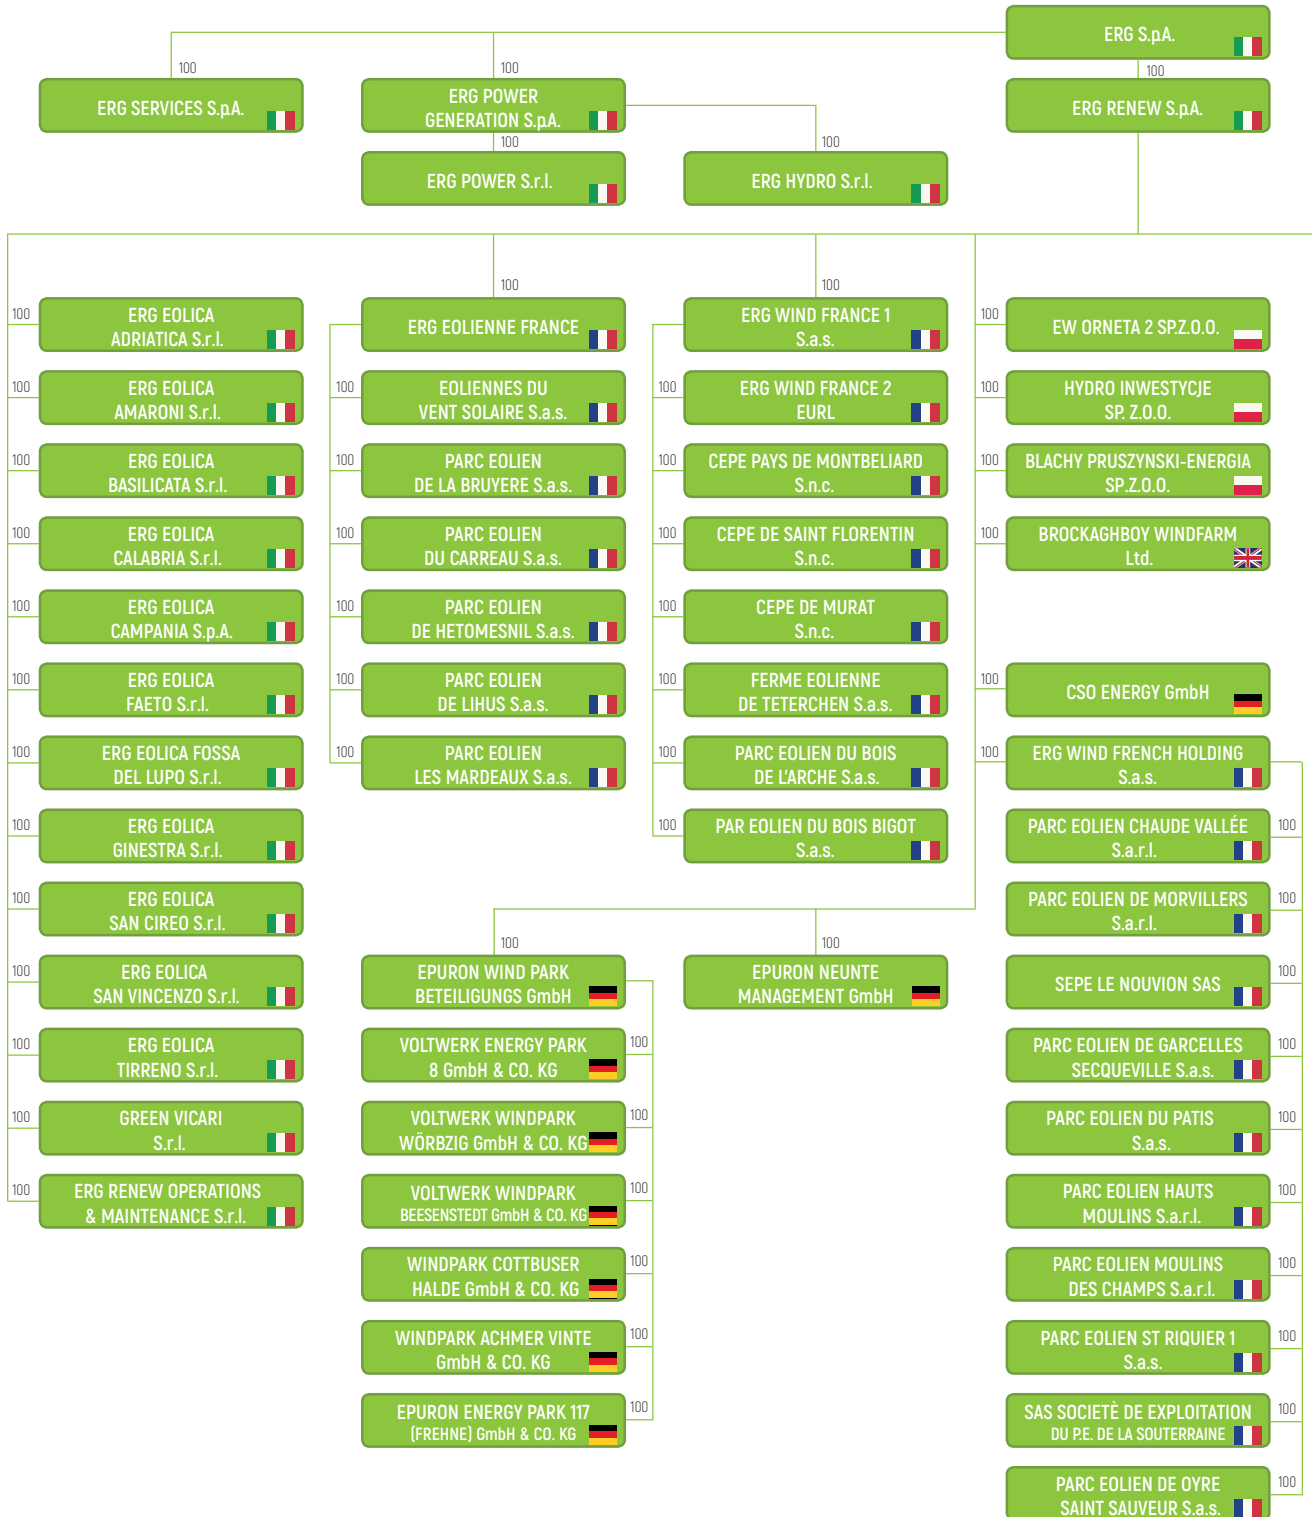 ERG S.p.A.
100
100
100
ERG SERVICES S.p.A.
ERG POWER
GENERATION S.p.A.
ERG RENEW S.p.A.
100
100
ERG POWER S.r.l.
ERG HYDRO S.r.l.
100
ERG EOLICA
ADRIATICA S.r.l.
100
ERG EOLICA
AMARONI S.r.l.
100
ERG EOLICA
BASILICATA S.r.l.
100
ERG EOLICA
CALABRIA S.r.l.
100
ERG EOLICA
CAMPANIA S.p.A.
100
ERG EOLICA
FAETO S.r.l.
100
ERG EOLICA FOSSA
DEL LUPO S.r.l.
100
ERG EOLICA
GINESTRA S.r.l.
100
ERG EOLICA
SAN CIREO S.r.l.
100
ERG EOLICA
SAN VINCENZO S.r.l.
100
ERG EOLICA
TIRRENO S.r.l.
100
GREEN VICARI
S.r.l.
100
ERG RENEW OPERATIONS
& MAINTENANCE S.r.l.
100
ERG EOLIENNE FRANCE
100
EOLIENNES DU
VENT SOLAIRE S.a.s.
100
PARC EOLIEN
DE LA BRUYERE S.a.s.
100
PARC EOLIEN
DU CARREAU S.a.s.
100
PARC EOLIEN
DE HETOMESNIL S.a.s.
100
PARC EOLIEN
DE LIHUS S.a.s.
100
PARC EOLIEN
LES MARDEAUX S.a.s.
100
ERG WIND FRANCE 1
S.a.s.
100
ERG WIND FRANCE 2
EURL
100
CEPE PAYS DE MONTBELIARD
S.n.c.
100
CEPE DE SAINT FLORENTIN
S.n.c.
100
CEPE DE MURAT
S.n.c.
100
FERME EOLIENNE
DE TETERCHEN S.a.s.
100
PARC EOLIEN DU BOIS
DE L'ARCHE S.a.s.
100
PAR EOLIEN DU BOIS BIGOT
S.a.s.
100
EW ORNETA 2 SP.Z.O.O.
100
HYDRO INWESTYCJE
SP. Z.O.O.
100
BLACHY PRUSZYNSKI-ENERGIA
SP.Z.O.O.
100
BROCKAGHBOY WINDFARM
Ltd.
100
CSO ENERGY GmbH
100
ERG WIND FRENCH HOLDING
S.a.s.
PARC EOLIEN CHAUDE VALLÉE
S.a.r.l.
100
PARC EOLIEN DE MORVILLERS
S.a.r.l.
100
SEPE LE NOUVION SAS
100
PARC EOLIEN DE GARCELLES
SECQUEVILLE S.a.s.
100
PARC EOLIEN DU PATIS
S.a.s.
100
PARC EOLIEN HAUTS
MOULINS S.a.r.l.
100
PARC EOLIEN MOULINS
DES CHAMPS S.a.r.l.
100
PARC EOLIEN ST RIQUIER 1
S.a.s.
100
SAS SOCIETÈ DE EXPLOITATION
DU P.E. DE LA SOUTERRAINE
100
PARC EOLIEN DE OYRE
SAINT SAUVEUR S.a.s.
100
100
EPURON WIND PARK
BETEILIGUNGS GmbH
VOLTWERK ENERGY PARK
8 GmbH & CO. KG
100
VOLTWERK WINDPARK
WÖRBZIG GmbH & CO. KG
100
VOLTWERK WINDPARK
BEESENSTEDT GmbH & CO. KG
100
WINDPARK COTTBUSER
HALDE GmbH & CO. KG
100
WINDPARK ACHMER VINTE
GmbH & CO. KG
100
EPURON ENERGY PARK 117
(FREHNE) GmbH & CO. KG
100
100
EPURON NEUNTE
MANAGEMENT GmbH